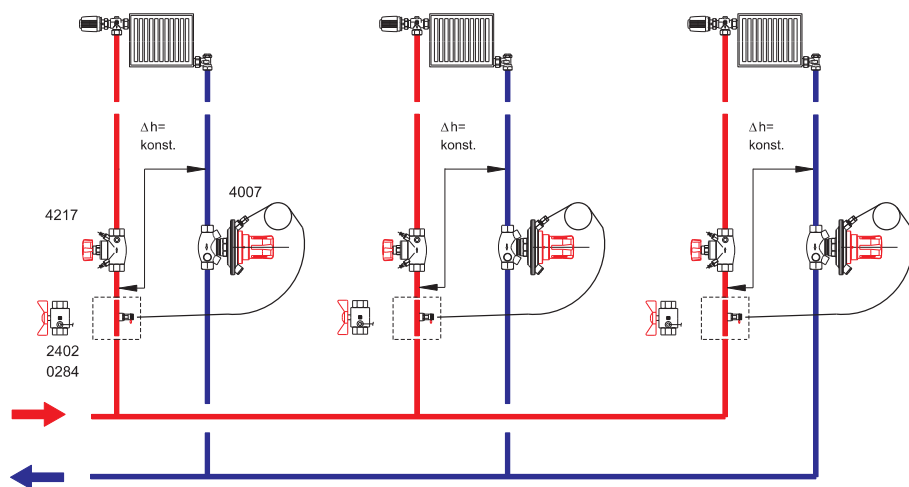 Δh=
konst.
Δh=
konst.
Δh=
konst.
4007
4217
2402
0284